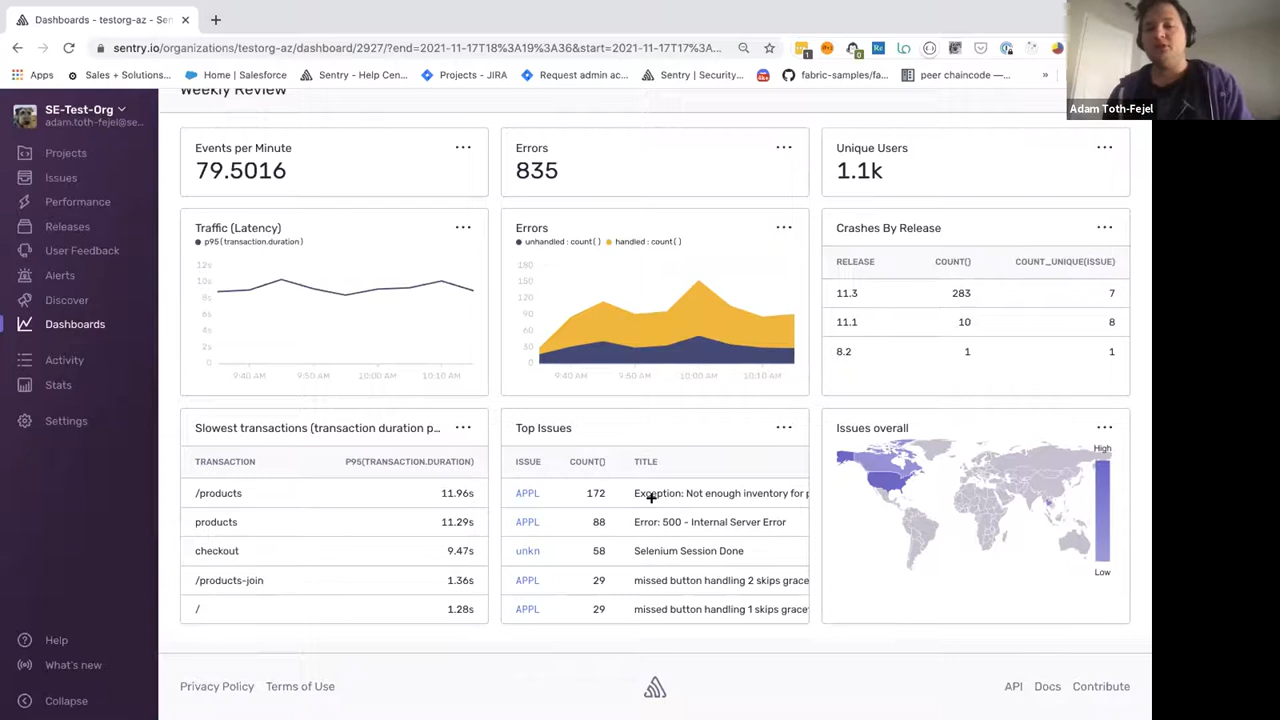 Dashboards - testorg-az - Sen
sentry.io/organizations/testorg-az/dashboard/2927/?end=2021-11-17T18%3A19%3A36&start=2021-11-17T17%3A...
Apps
Sales + Solutions...
Home | Salesforce
Sentry - Help Cen...
Projects - JIRA
Request admin ac...
Sentry | Security...
fabric-samples/fa...
peer chaincode —...
»
Adam Toth-Fejel
SE-Test-Org
adam.toth-fejel@se...
Projects
Issues
Performance
Releases
User Feedback
Alerts
Discover
Dashboards
Activity
Stats
Settings
Help
What's new
Collapse
Weekly Review
Events per Minute
79.5016
Errors
835
Unique Users
1.1k
Traffic (Latency)
p95(transaction.duration)
12s
10s
8s
6s
4s
2s
0
9:40 AM 9:50 AM 10:00 AM 10:10 AM
Errors
unhandled : count() handled : count()
180
150
120
90
60
30
0
9:40 AM 9:50 AM 10:00 AM 10:10 AM
Crashes By Release
RELEASE COUNT() COUNT_UNIQUE(ISSUE)
11.3 283 7
11.1 10 8
8.2 1 1
Slowest transactions (transaction duration p...
TRANSACTION P95(TRANSACTION.DURATION)
/products 11.96s
products 11.29s
checkout 9.47s
/products-join 1.36s
/ 1.28s
Top Issues
ISSUE COUNT() TITLE
APPL 172 Exception: Not enough inventory for p
APPL 88 Error: 500 - Internal Server Error
unkn 58 Selenium Session Done
APPL 29 missed button handling 2 skips grace
APPL 29 missed button handling 1 skips grace
Issues overall
High
Low
Privacy Policy Terms of Use
API Docs Contribute